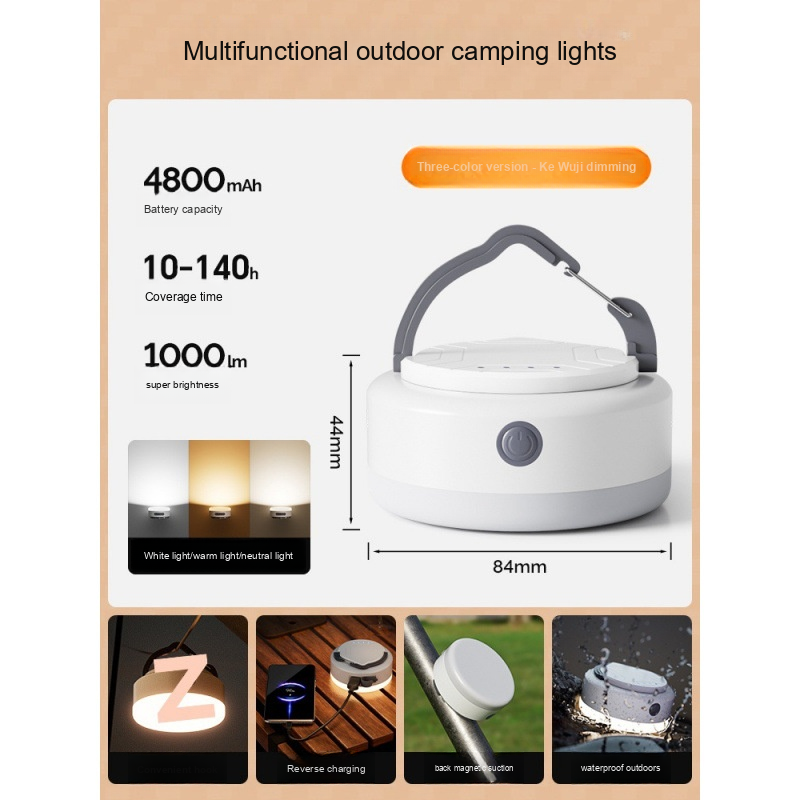 Multifunctional outdoor camping lights
4800mAh
Battery capacity
Three-color version - Ke Wuji dimming
10-140h
Coverage time
1000lm
super brightness
44mm
84mm
White light/warm light/neutral light
Z
Reverse charging
back magnetic suction
waterproof outdoors